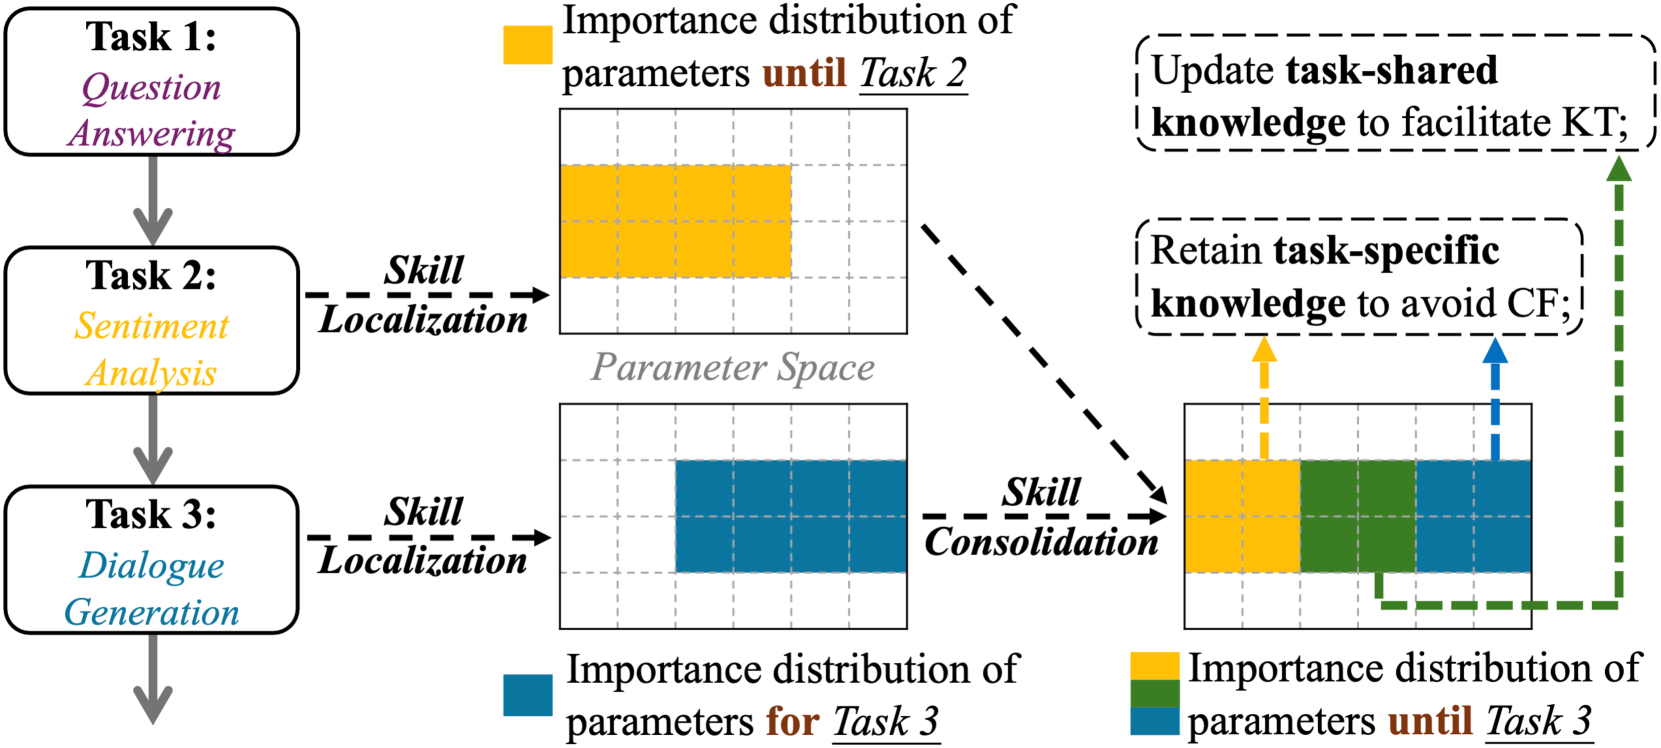 Task 1:
Question
Answering
Task 2:
Sentiment
Analysis
Task 3:
Dialogue
Generation
Skill
Localization
Skill
Localization
Importance distribution of
parameters until Task 2
Parameter Space
Importance distribution of
parameters for Task 3
Skill
Consolidation
Update task-shared
knowledge to facilitate KT;
Retain task-specific
knowledge to avoid CF;
Importance distribution of
parameters until Task 3